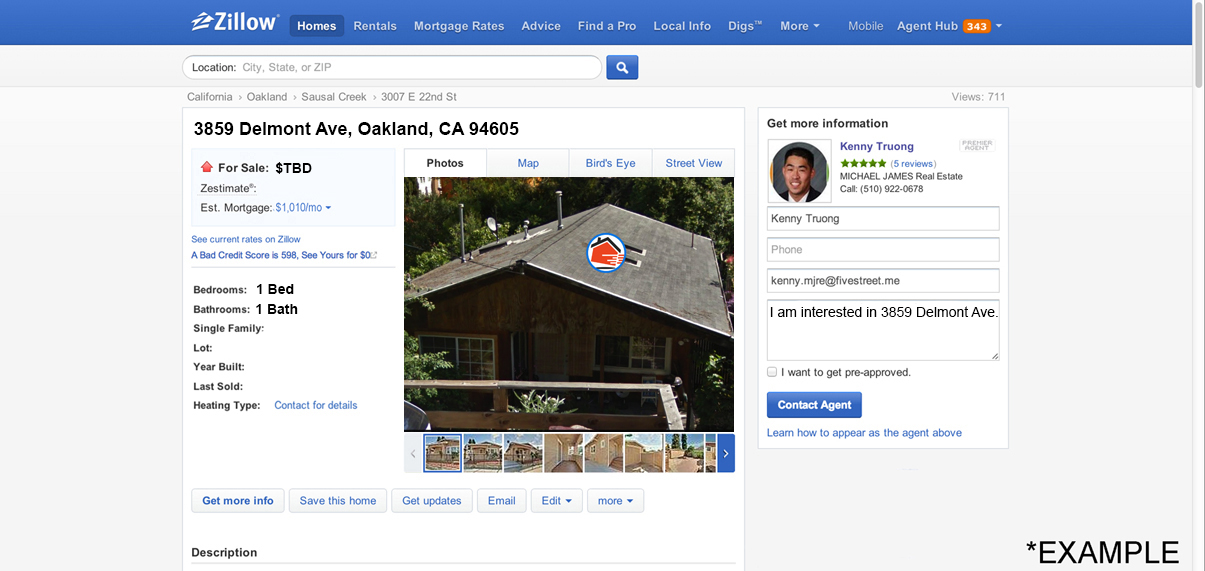 Zillow®
Homes Rentals Mortgage Rates Advice Find a Pro Local Info Digs™ More Mobile Agent Hub 343
Location: City, State, or ZIP
California › Oakland › Sausal Creek › 3007 E 22nd St
Views: 711
3859 Delmont Ave, Oakland, CA 94605
For Sale: $TBD
Zestimate®:
Est. Mortgage: $1,010/mo
See current rates on Zillow
A Bad Credit Score is 598, See Yours for $0
Bedrooms: 1 Bed
Bathrooms: 1 Bath
Single Family:
Lot:
Year Built:
Last Sold:
Heating Type: Contact for details
Photos Map Bird's Eye Street View
Get more info Save this home Get updates Email Edit more
Description
Get more information
Kenny Truong
PREMIER
AGENT
(5 reviews)
MICHAEL JAMES Real Estate
Call: (510) 922-0678
Kenny Truong
Phone
kenny.mjre@fivestreet.me
I am interested in 3859 Delmont Ave.
I want to get pre-approved.
Contact Agent
Learn how to appear as the agent above
*EXAMPLE